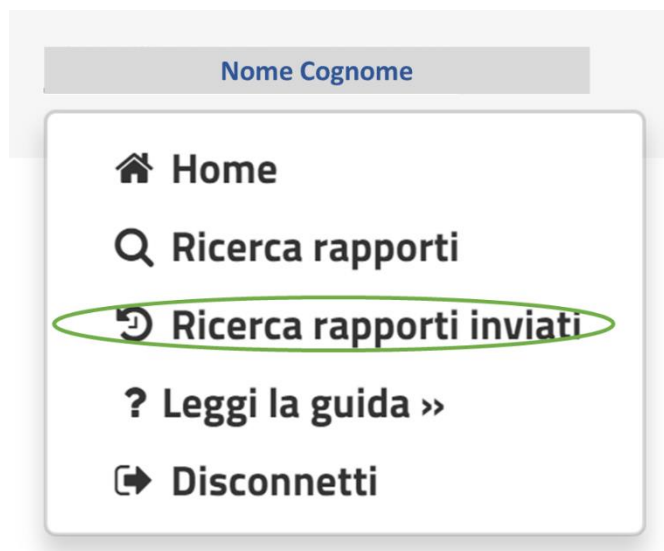 Nome Cognome
Home
Ricerca rapporti
Ricerca rapporti inviati
? Leggi la guida »
Disconnetti